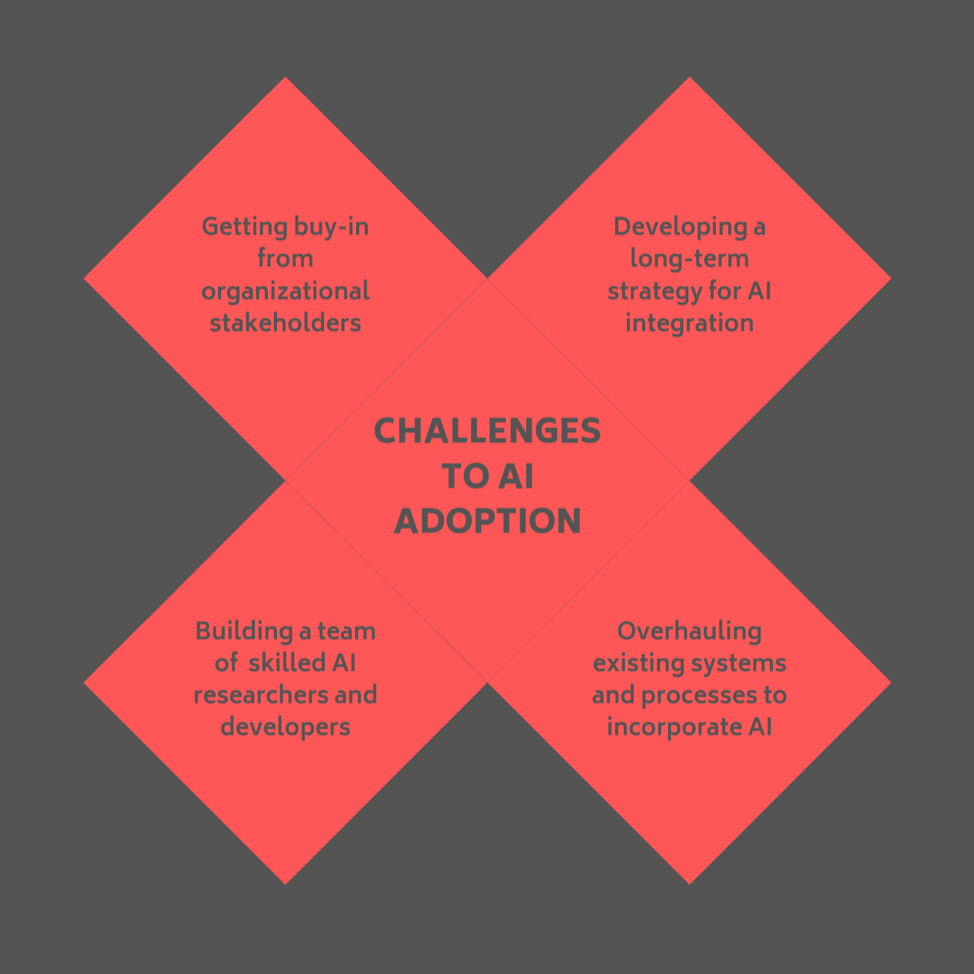 Getting buy-in
from
organizational
stakeholders
Developing a
long-term
strategy for AI
integration
CHALLENGES
TO AI
ADOPTION
Building a team
of  skilled AI
researchers and
developers
Overhauling
existing systems
and processes to
incorporate AI